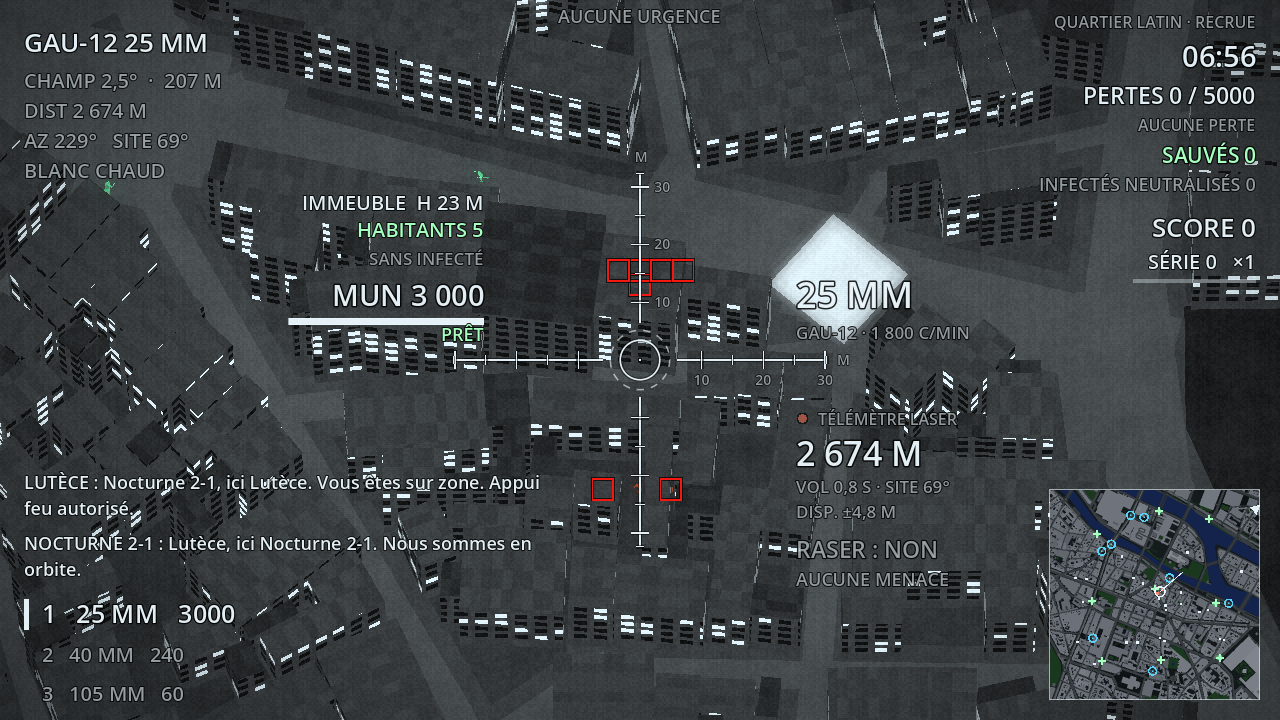 AUCUNE URGENCE
GAU-12 25 MM
CHAMP 2,5° · 207 M
DIST 2 674 M
AZ 229° SITE 69°
BLANC CHAUD
QUARTIER LATIN · RECRUE
06:56
PERTES 0 / 5000
AUCUNE PERTE
SAUVÉS 0
INFECTÉS NEUTRALISÉS 0
SCORE 0
SÉRIE 0 ×1
IMMEUBLE H 23 M
HABITANTS 5
SANS INFECTÉ
MUN 3 000
PRÊT
M
30
20
10
M
10 20 30
25 MM
GAU-12 · 1 800 C/MIN
TÉLÉMÈTRE LASER
2 674 M
VOL 0,8 S · SITE 69°
DISP. ±4,8 M
RASER : NON
AUCUNE MENACE
LUTÈCE : Nocturne 2-1, ici Lutèce. Vous êtes sur zone. Appui
feu autorisé.
NOCTURNE 2-1 : Lutèce, ici Nocturne 2-1. Nous sommes en
orbite.
1 25 MM 3000
2 40 MM 240
3 105 MM 60